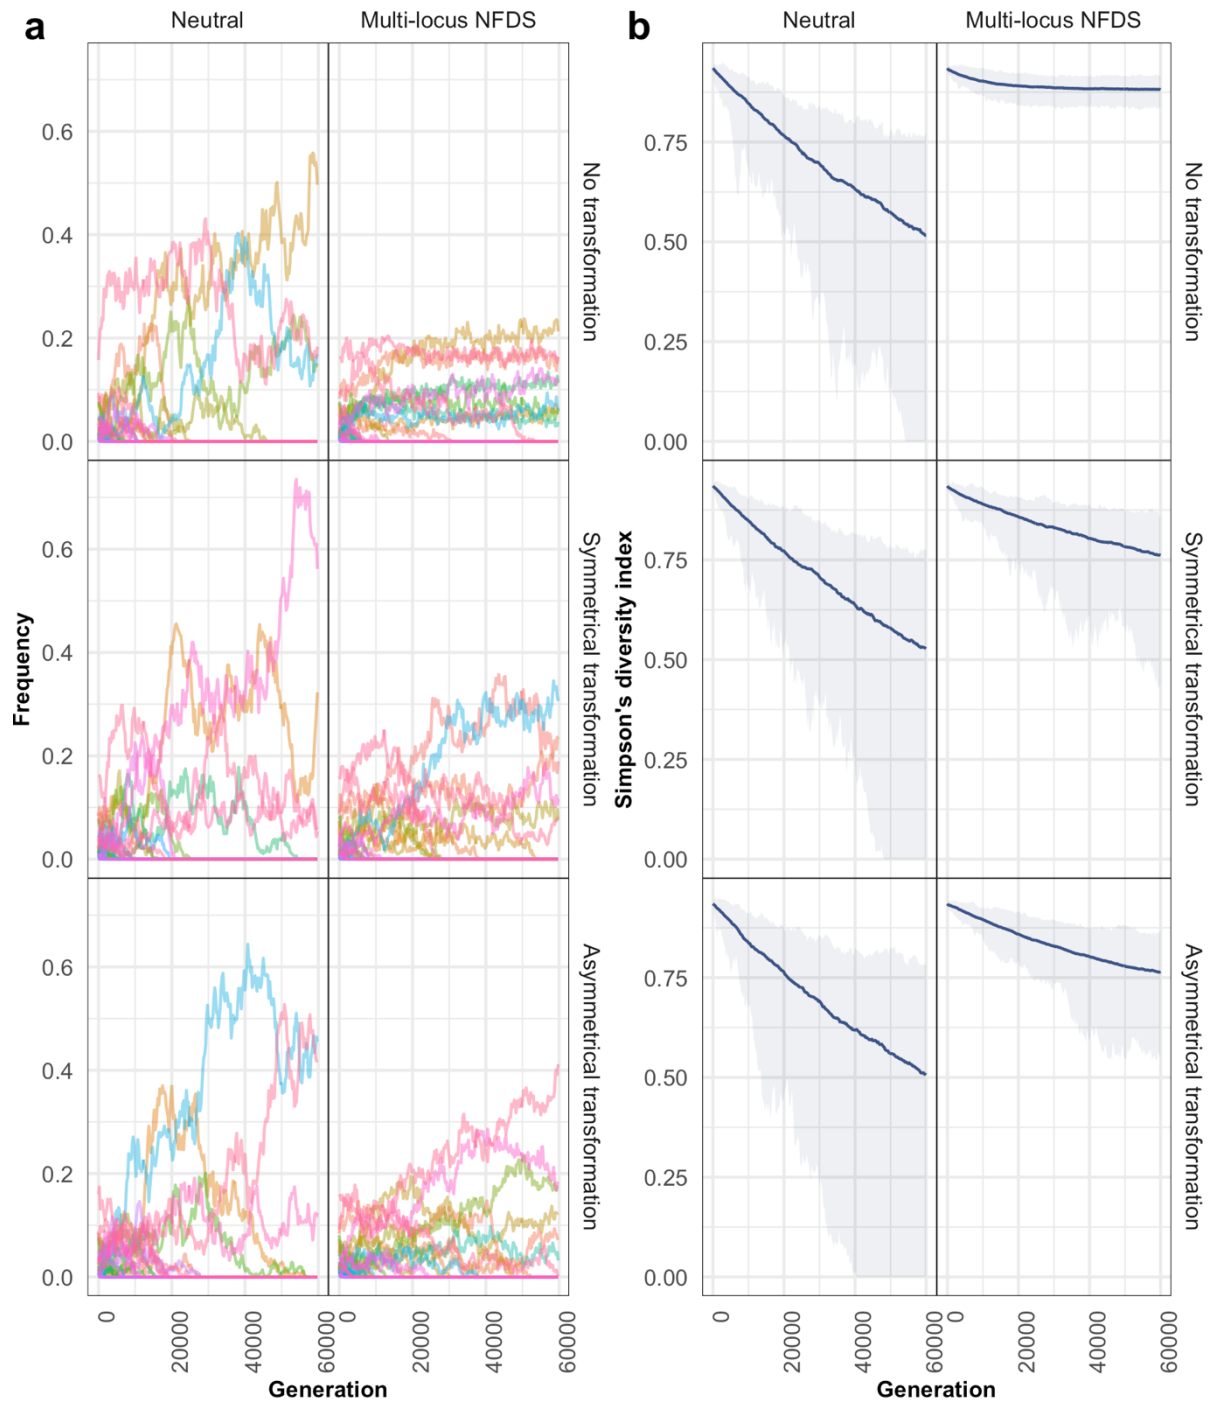 a
Neutral
Multi-locus NFDS
b
Neutral
Multi-locus NFDS
Frequency
0.6
0.4
0.2
0.0
No transformation
0.6
0.4
0.2
0.0
Symmetrical transformation
0.6
0.4
0.2
0.0
Asymmetrical transformation
0
20000
40000
60000
0
20000
40000
60000
Generation
Simpson's diversity index
0.75
0.50
0.25
0.00
No transformation
0.75
0.50
0.25
0.00
Symmetrical transformation
0.75
0.50
0.25
0.00
Asymmetrical transformation
0
20000
40000
60000
0
20000
40000
60000
Generation